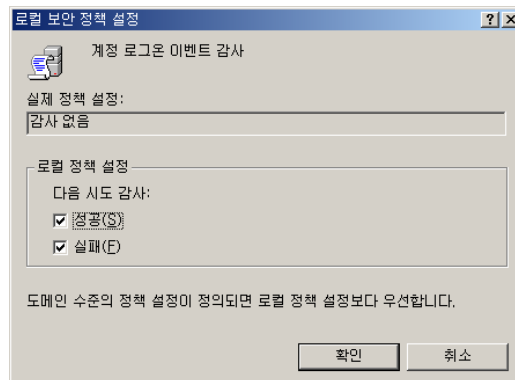 로컬 보안 정책 설정
계정 로그온 이벤트 감사
실제 정책 설정:
감사 없음
로컬 정책 설정
다음 시도 감사:
성공(S)
실패(F)
도메인 수준의 정책 설정이 정의되면 로컬 정책 설정보다 우선합니다.
확인
취소